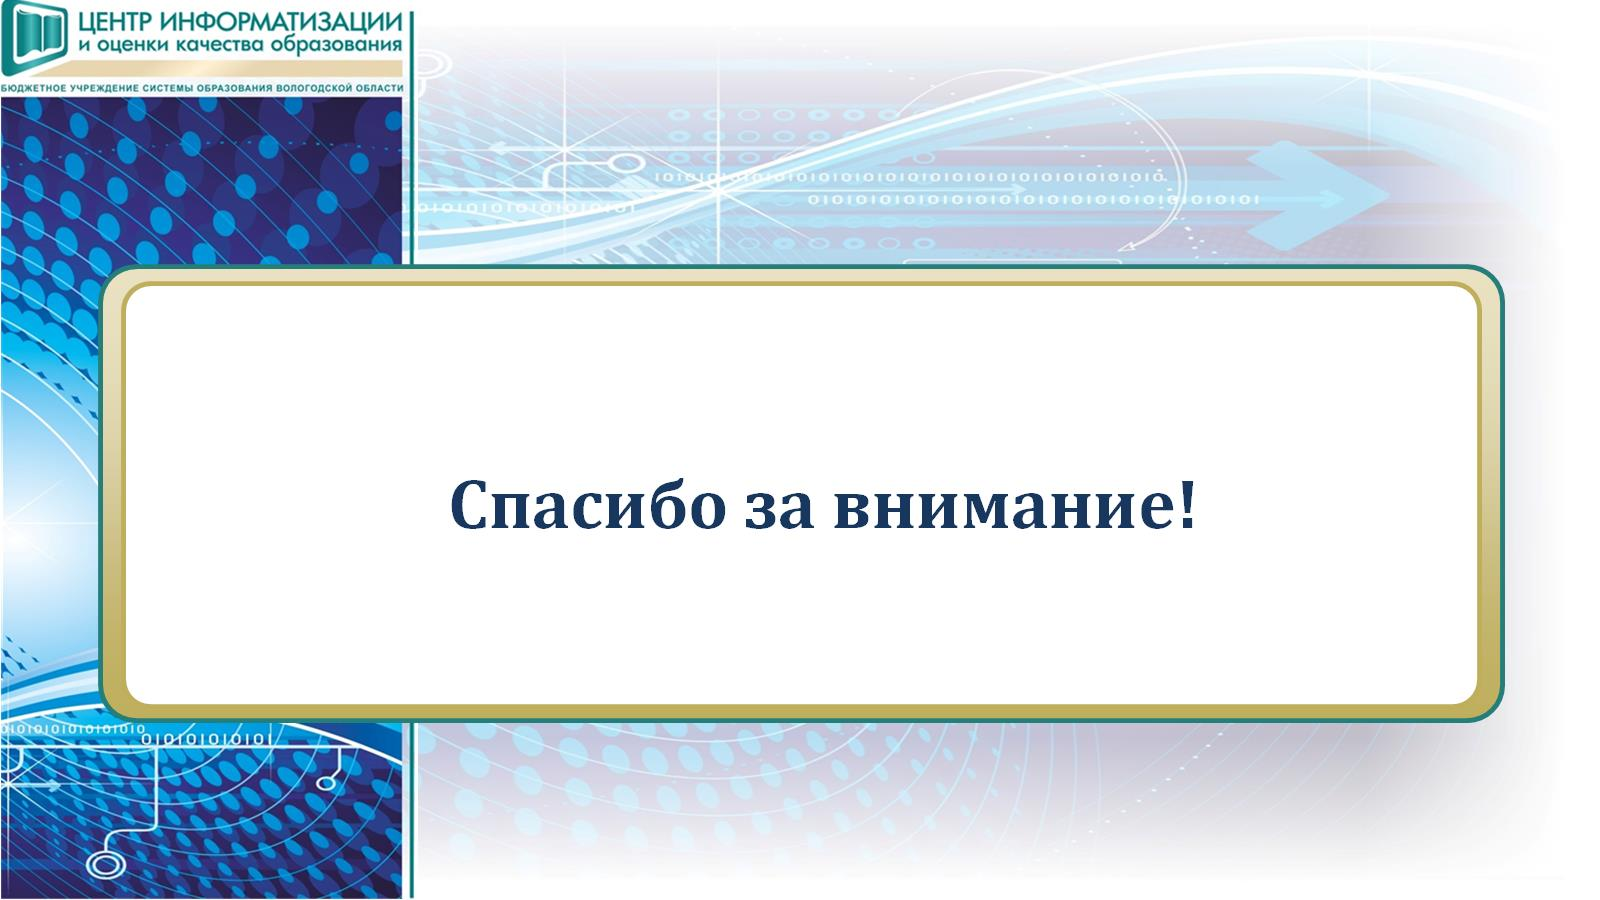 ЦЕНТР ИНФОРМАТИЗАЦИИ
и оценки качества образования
БЮДЖЕТНОЕ УЧРЕЖДЕНИЕ СИСТЕМЫ ОБРАЗОВАНИЯ ВОЛОГОДСКОЙ ОБЛАСТИ
Спасибо за внимание!